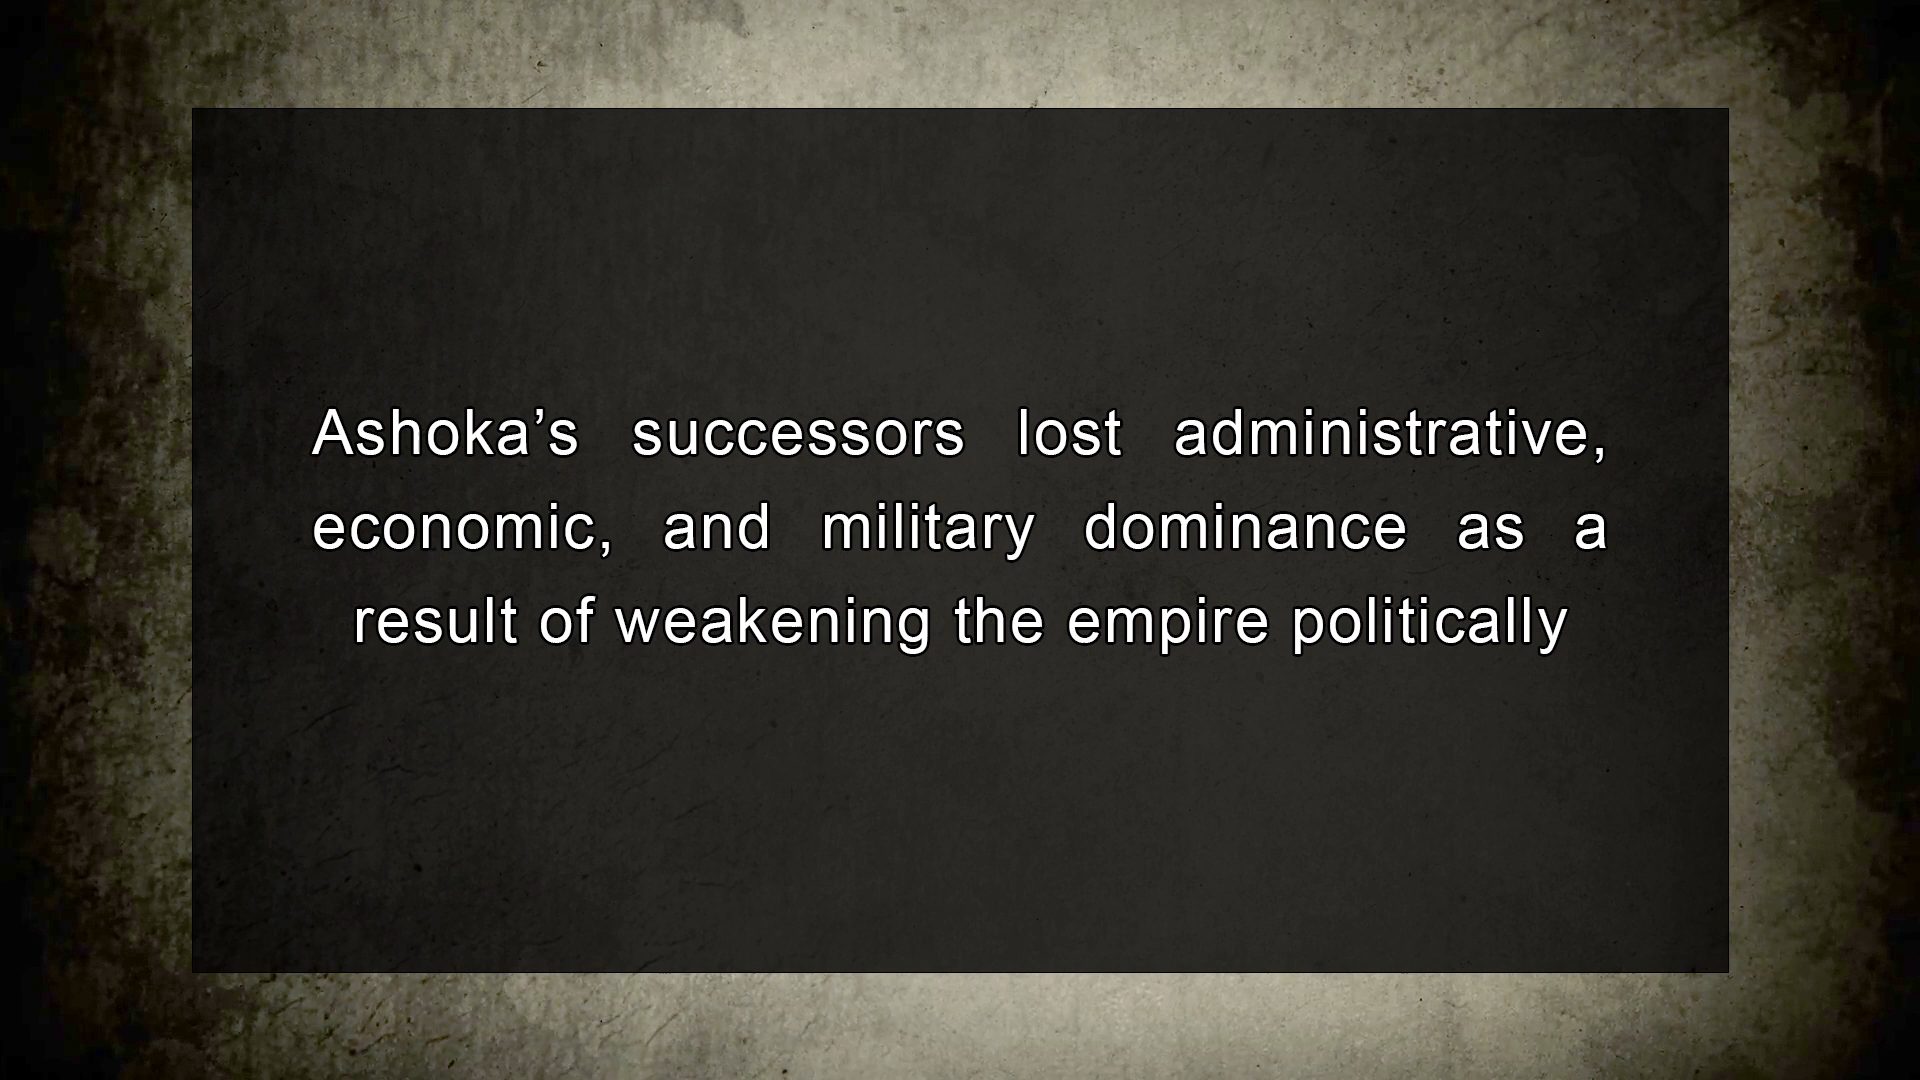 Ashoka’s successors lost administrative,
economic, and military dominance as a
result of weakening the empire politically